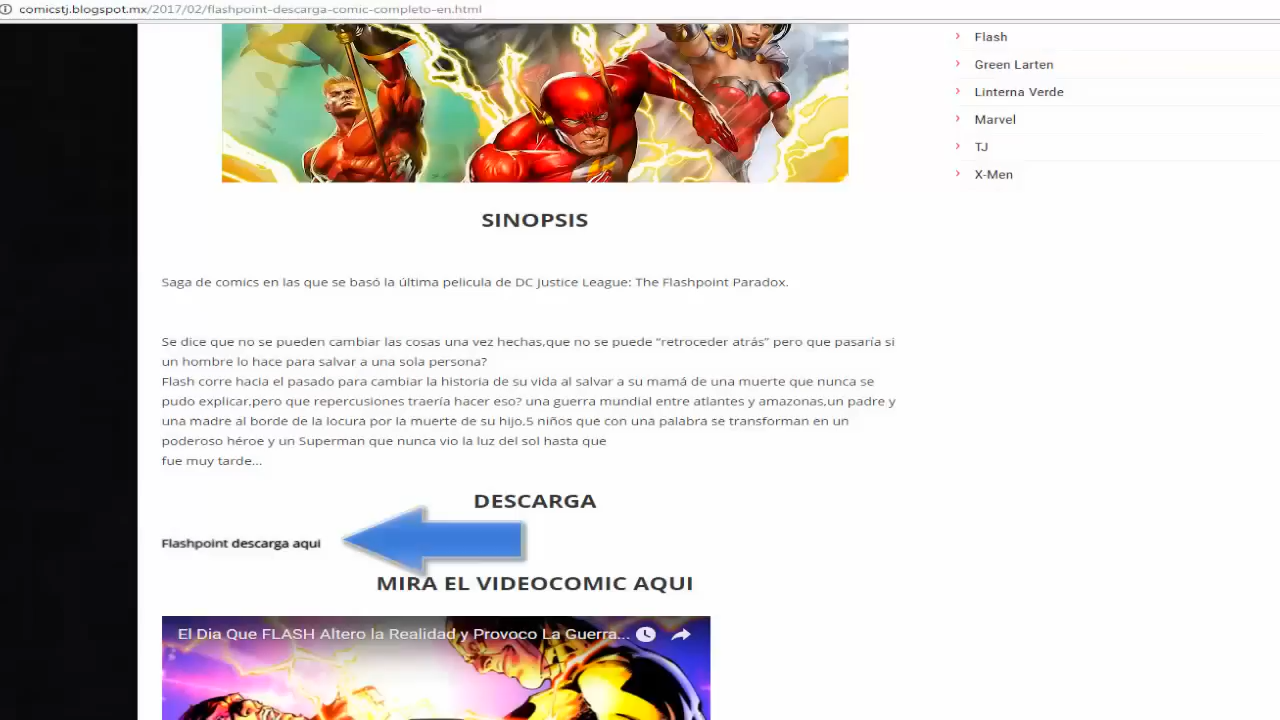 comicstj.blogspot.mx/2017/02/flashpoint-descarga-comic-completo-en.html
Flash
Green Larten
Linterna Verde
Marvel
TJ
X-Men
SINOPSIS
Saga de comics en las que se basó la última pelicula de DC Justice League: The Flashpoint Paradox.
Se dice que no se pueden cambiar las cosas una vez hechas,que no se puede "retroceder atrás" pero que pasaría si
un hombre lo hace para salvar a una sola persona?
Flash corre hacia el pasado para cambiar la historia de su vida al salvar a su mamá de una muerte que nunca se
pudo explicar,pero que repercusiones traería hacer eso? una guerra mundial entre atlantes y amazonas,un padre y
una madre al borde de la locura por la muerte de su hijo,5 niños que con una palabra se transforman en un
poderoso héroe y un Superman que nunca vio la luz del sol hasta que
fue muy tarde...
DESCARGA
Flashpoint descarga aqui
MIRA EL VIDEOCOMIC AQUI
El Dia Que FLASH Altero la Realidad y Provoco La Guerra...